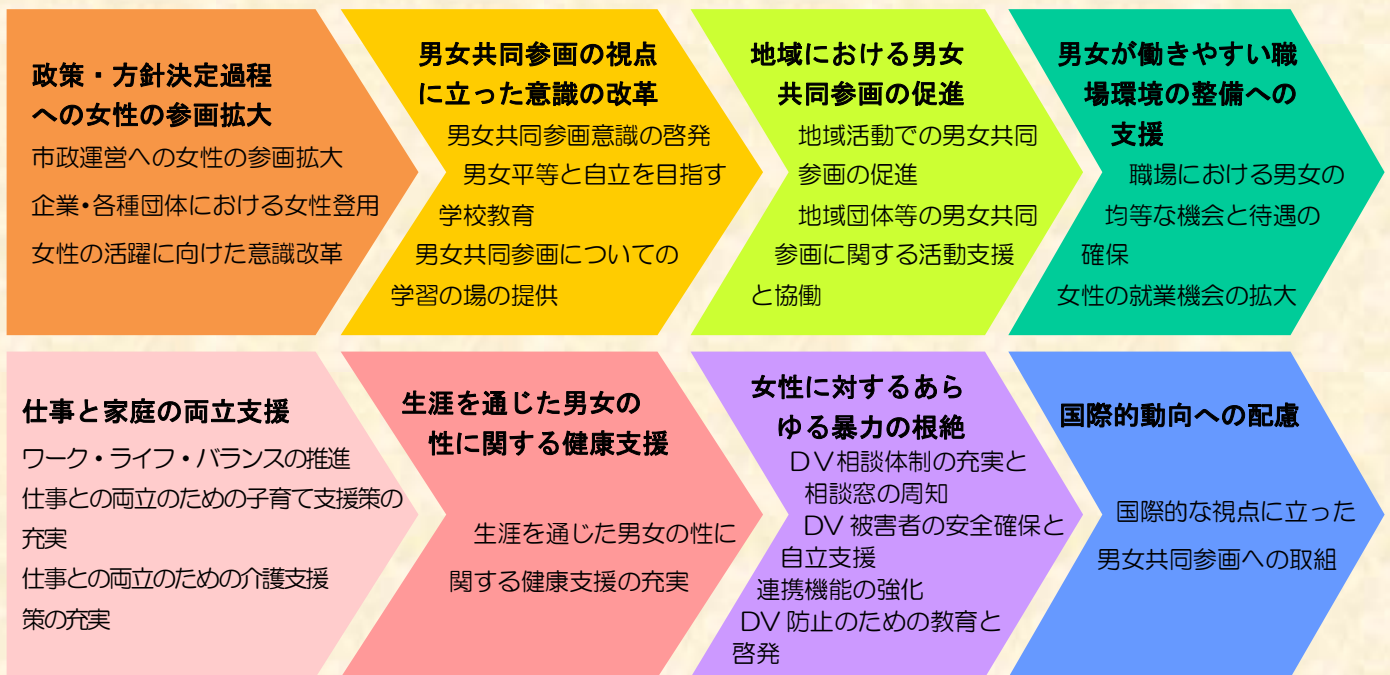 政策・方針決定過程
への女性の参画拡大
市政運営への女性の参画拡大
企業・各種団体における女性登用
女性の活躍に向けた意識改革
男女共同参画の視点
に立った意識の改革
男女共同参画意識の啓発
男女平等と自立を目指す
学校教育
男女共同参画についての
学習の場の提供
地域における男女
共同参画の促進
地域活動での男女共同
参画の促進
地域団体等の男女共同
参画に関する活動支援
と協働
男女が働きやすい職
場環境の整備への
支援
職場における男女の
均等な機会と待遇の
確保
女性の就業機会の拡大
仕事と家庭の両立支援
ワーク・ライフ・バランスの推進
仕事との両立のための子育て支援策の
充実
仕事との両立のための介護支援
策の充実
生涯を通じた男女の
性に関する健康支援
生涯を通じた男女の性に
関する健康支援の充実
女性に対するあら
ゆる暴力の根絶
DV相談体制の充実と
相談窓の周知
DV 被害者の安全確保と
自立支援
連携機能の強化
DV 防止のための教育と
啓発
国際的動向への配慮
国際的な視点に立った
男女共同参画への取組